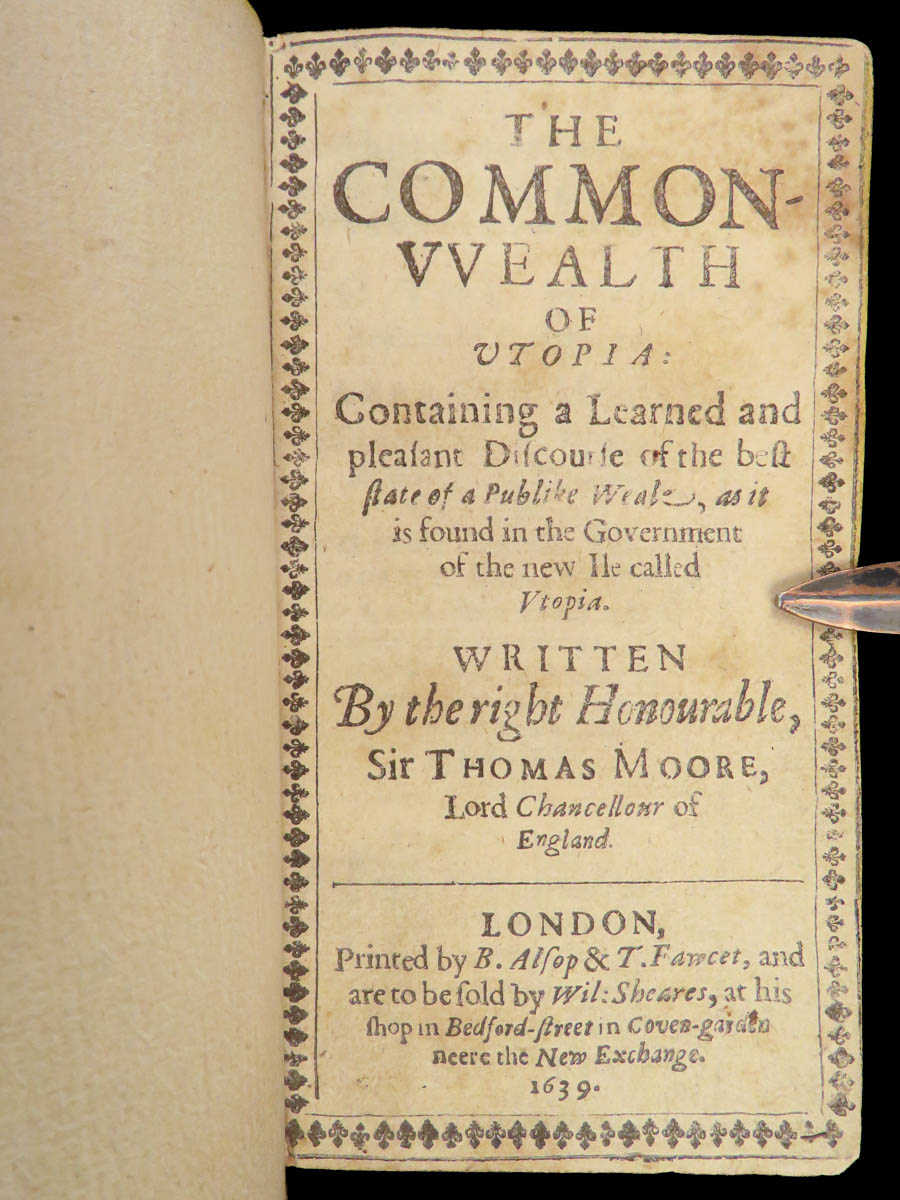 THE
COMMON-
VVEALTH
OF
VTOPIA:
Containing a Learned and
pleaſant Diſcourſe of the beſt
ſtate of a Publike Weale, as it
is found in the Government
of the new Ile called
Vtopia.
WRITTEN
By the right Honourable,
Sir THOMAS MOORE,
Lord Chancellour of
England.
LONDON,
Printed by B. Alſop & T. Fawcet, and
are to be ſold by Wil: Sheares, at his
ſhop in Bedford-ſtreet in Coven-garden
neere the New Exchange.
1639.